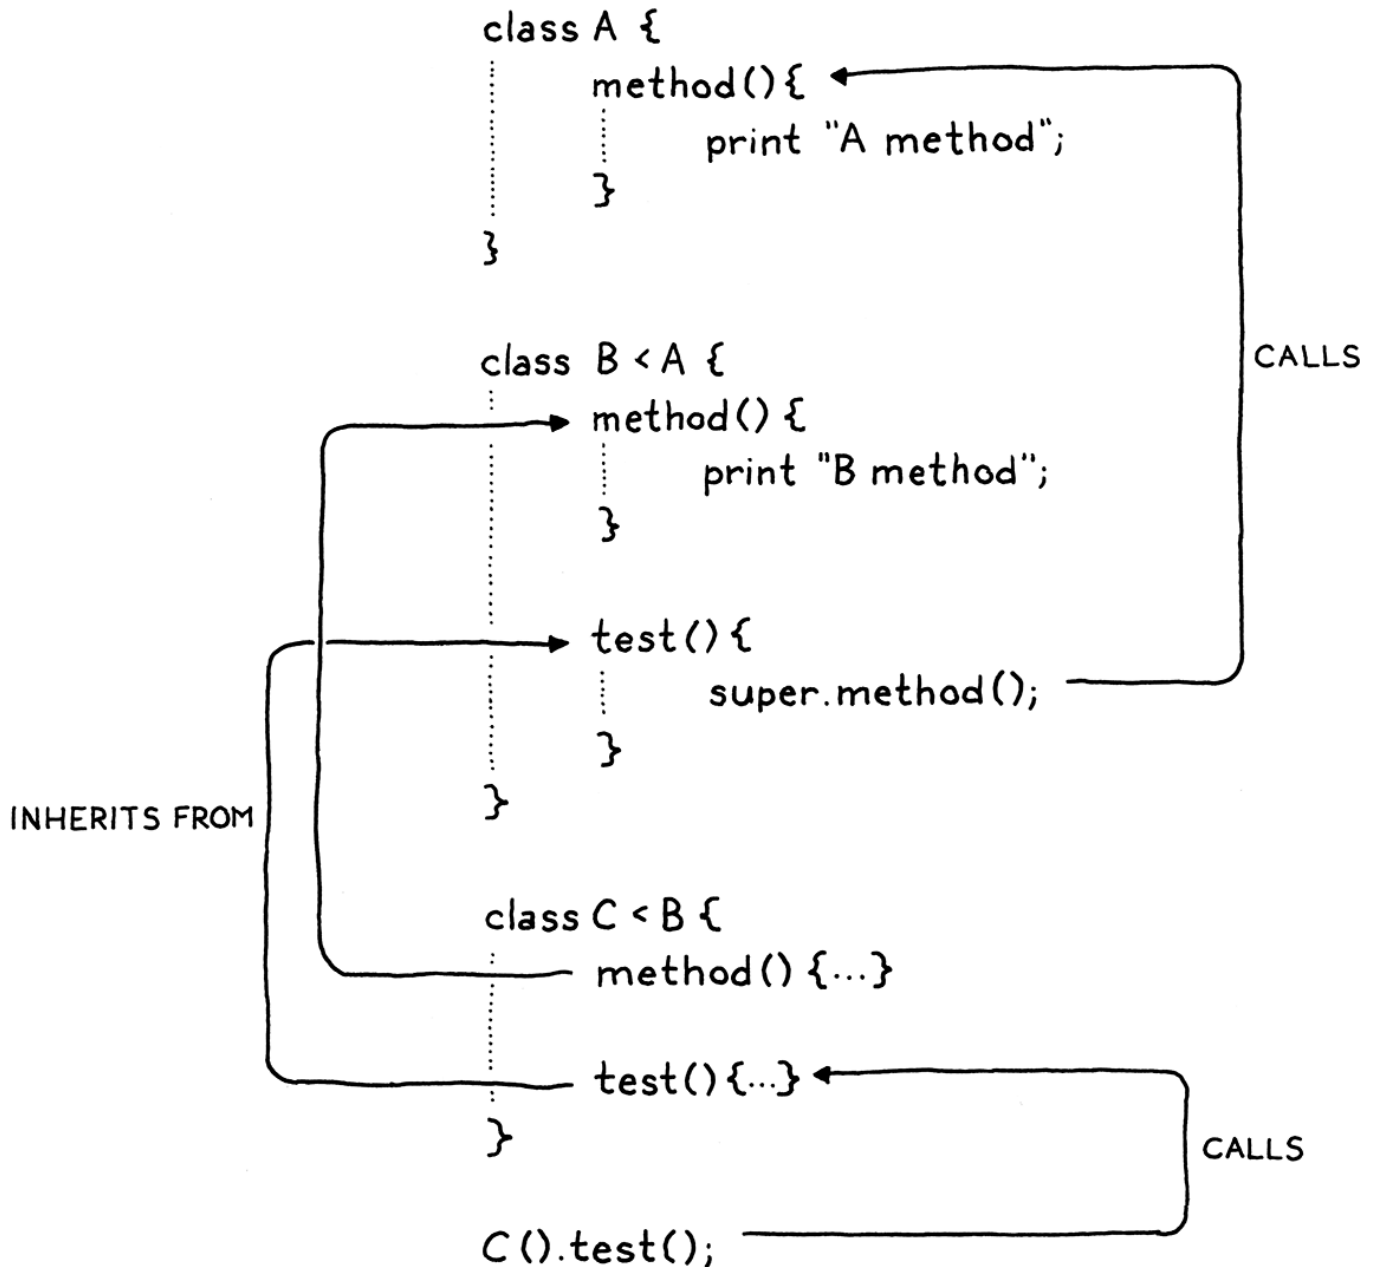 class A {
method() {
print "A method";
}
}
CALLS
class B < A {
method() {
print "B method";
}
test() {
super.method();
}
}
INHERITS FROM
class C < B {
method() {...}
test() {...}
}
CALLS
C().test();